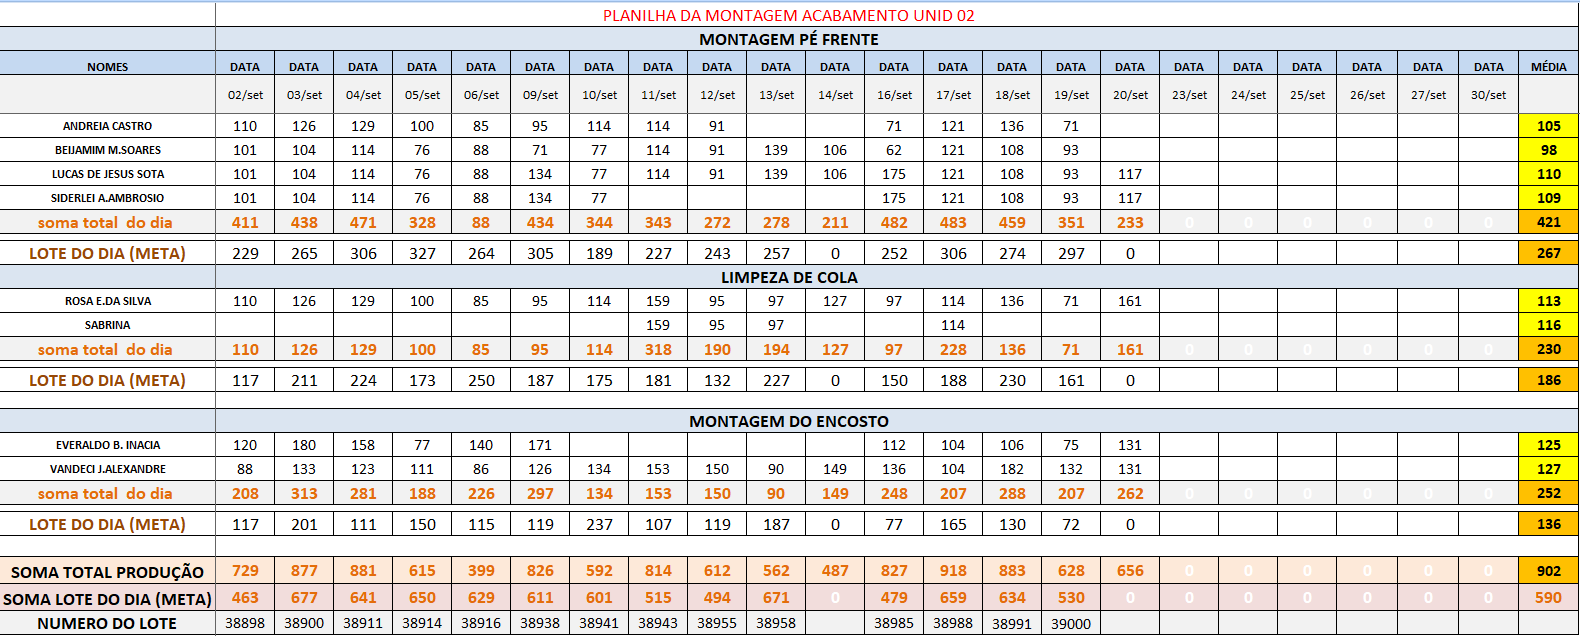 PLANILHA DA MONTAGEM ACABAMENTO UNID 02
MONTAGEM PÉ FRENTE
NOMES DATA DATA DATA DATA DATA DATA DATA DATA DATA DATA DATA DATA DATA DATA DATA DATA DATA DATA DATA DATA DATA DATA MÉDIA
02/set 03/set 04/set 05/set 06/set 09/set 10/set 11/set 12/set 13/set 14/set 16/set 17/set 18/set 19/set 20/set 23/set 24/set 25/set 26/set 27/set 30/set
ANDREIA CASTRO 110 126 129 100 85 95 114 114 91 71 121 136 71 105
BEIJAMIM M.SOARES 101 104 114 76 88 71 77 114 91 139 106 62 121 108 93 98
LUCAS DE JESUS SOTA 101 104 114 76 88 134 77 114 91 139 106 175 121 108 93 117 110
SIDERLEI A.AMBROSIO 101 104 114 76 88 134 77 175 121 108 93 117 109
soma total do dia 411 438 471 328 88 434 344 343 272 278 211 482 483 459 351 233 0 0 0 0 0 0 421
LOTE DO DIA (META) 229 265 306 327 264 305 189 227 243 257 0 252 306 274 297 0 267
LIMPEZA DE COLA
ROSA E.DA SILVA 110 126 129 100 85 95 114 159 95 97 127 97 114 136 71 161 113
SABRINA 159 95 97 114 116
soma total do dia 110 126 129 100 85 95 114 318 190 194 127 97 228 136 71 161 0 0 0 0 0 0 230
LOTE DO DIA (META) 117 211 224 173 250 187 175 181 132 227 0 150 188 230 161 0 186
MONTAGEM DO ENCOSTO
EVERALDO B. INACIA 120 180 158 77 140 171 112 104 106 75 131 125
VANDECI J.ALEXANDRE 88 133 123 111 86 126 134 153 150 90 149 136 104 182 132 131 127
soma total do dia 208 313 281 188 226 297 134 153 150 90 149 248 207 288 207 262 0 0 0 0 0 0 252
LOTE DO DIA (META) 117 201 111 150 115 119 237 107 119 187 0 77 165 130 72 0 136
SOMA TOTAL PRODUÇÃO 729 877 881 615 399 826 592 814 612 562 487 827 918 883 628 656 0 0 0 0 0 0 902
SOMA LOTE DO DIA (META) 463 677 641 650 629 611 601 515 494 671 0 479 659 634 530 0 0 0 0 0 0 0 590
NUMERO DO LOTE 38898 38900 38911 38914 38916 38938 38941 38943 38955 38958 38985 38988 38991 39000